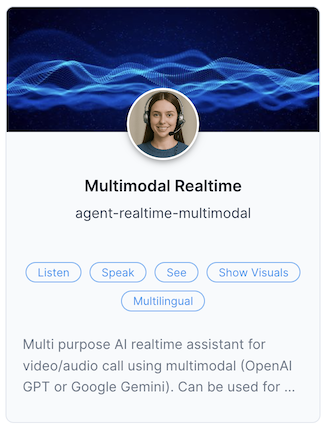 Multimodal Realtime
agent-realtime-multimodal
Listen
Speak
See
Show Visuals
Multilingual
Multi purpose AI realtime assistant for
video/audio call using multimodal (OpenAI
GPT or Google Gemini). Can be used for ...